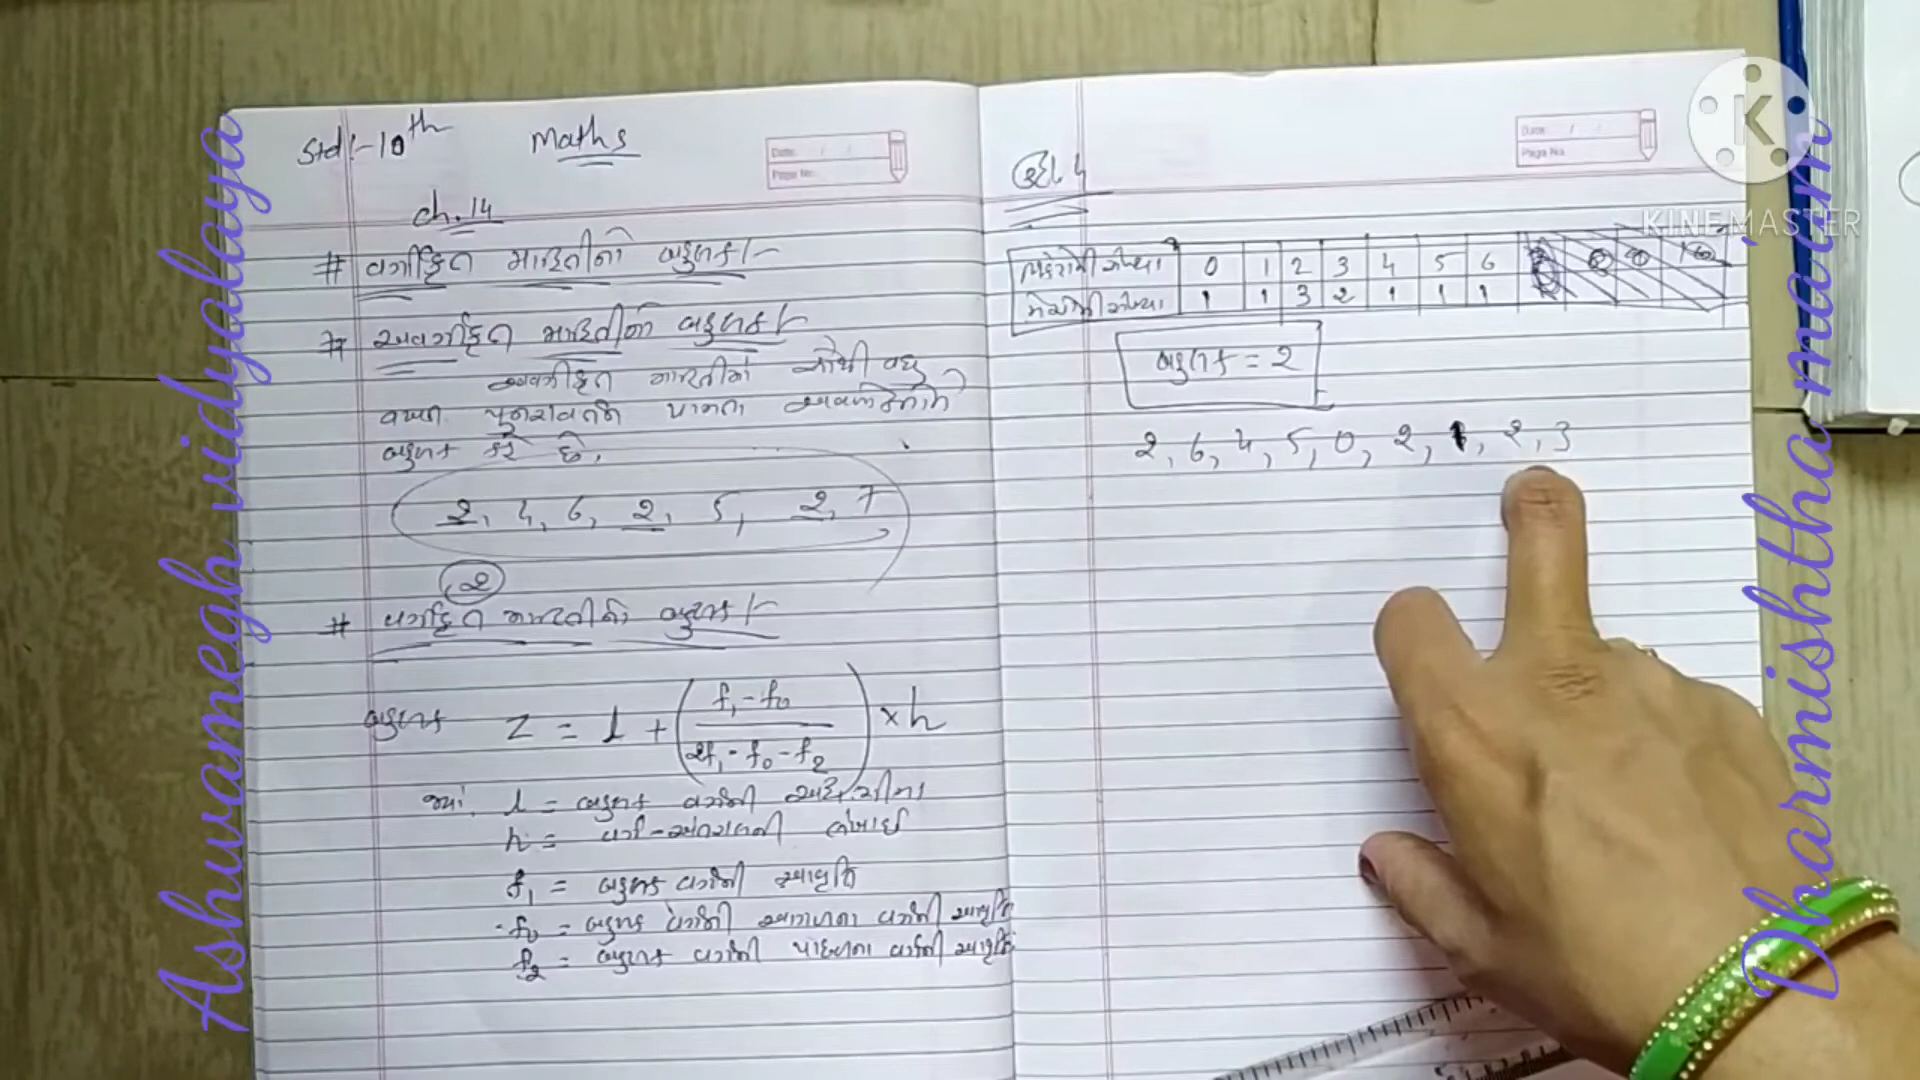 Std :- 10th Maths
ch. 14
# વર્ગીકૃત માહિતીનો બહુલક :-
# અવર્ગીકૃત માહિતીનો બહુલક :-
અવર્ગીકૃત માહિતીમાં સૌથી વધુ
વખત પુનરાવર્તન પામતા અવલોકનને
બહુલક કહે છે.
2, 4, 6, 2, 5, 2, 7
2
# વર્ગીકૃત માહિતીનો બહુલક :-
બહુલક Z = l + ( f₁ - f₀ / 2f₁ - f₀ - f₂ ) × h
જ્યાં l = બહુલક વર્ગની અધઃસીમા
h = વર્ગ-અંતરાલની લંબાઈ
f₁ = બહુલક વર્ગની આવૃત્તિ
f₀ = બહુલક વર્ગની આગળના વર્ગની આવૃત્તિ
f₂ = બહુલક વર્ગની પાછળના વર્ગની આવૃત્તિ
Date: / /
Page No:
Date: / /
Page No:
વિકેટોની સંખ્યા 0 1 2 3 4 5 6
મેચોની સંખ્યા 1 1 3 2 1 1 1
બહુલક = 2
2, 6, 4, 5, 0, 2, 1, 2, 3
KINEMASTER
Ashwamegh vidyalaya
Dharmishtha ma'am